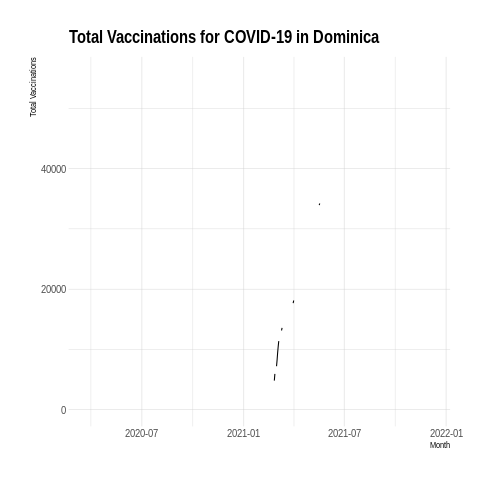 Total Vaccinations for COVID-19 in Dominica
Total Vaccinations
40000
20000
0
2020-07
2021-01
2021-07
2022-01
Month